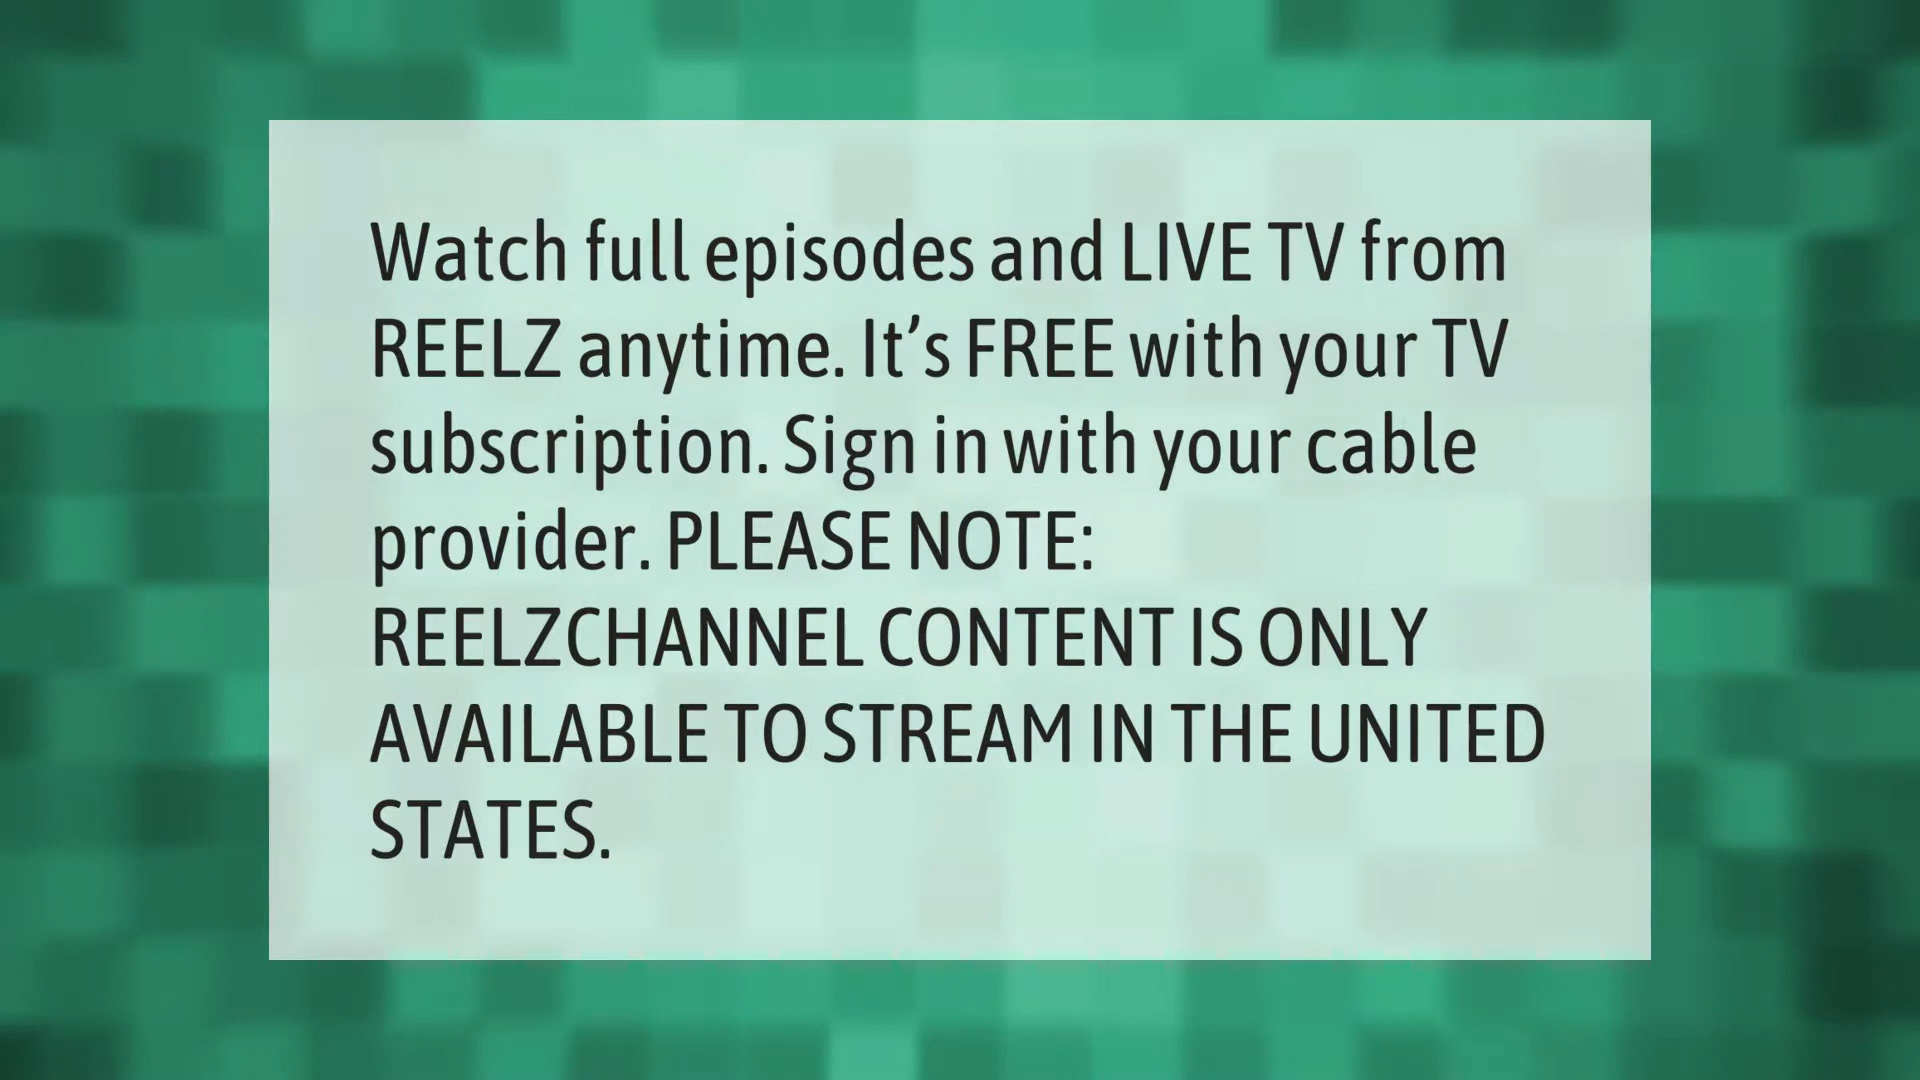 Watch full episodes and LIVE TV from
REELZ anytime. It’s FREE with your TV
subscription. Sign in with your cable
provider. PLEASE NOTE:
REELZCHANNEL CONTENT IS ONLY
AVAILABLE TO STREAM IN THE UNITED
STATES.